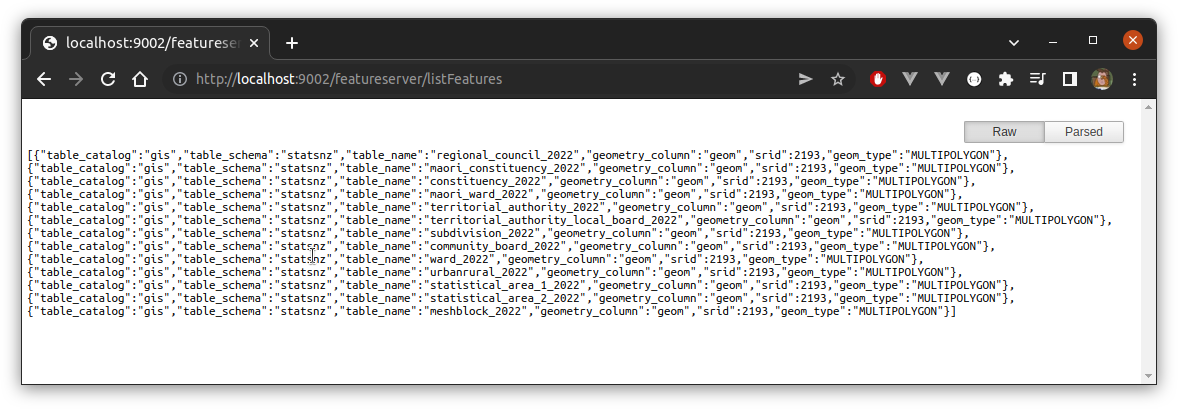 localhost:9002/featureser
http://localhost:9002/featureserver/listFeatures
Raw Parsed
[{"table_catalog":"gis","table_schema":"statsnz","table_name":"regional_council_2022","geometry_column":"geom","srid":2193,"geom_type":"MULTIPOLYGON"},
{"table_catalog":"gis","table_schema":"statsnz","table_name":"maori_constituency_2022","geometry_column":"geom","srid":2193,"geom_type":"MULTIPOLYGON"},
{"table_catalog":"gis","table_schema":"statsnz","table_name":"constituency_2022","geometry_column":"geom","srid":2193,"geom_type":"MULTIPOLYGON"},
{"table_catalog":"gis","table_schema":"statsnz","table_name":"maori_ward_2022","geometry_column":"geom","srid":2193,"geom_type":"MULTIPOLYGON"},
{"table_catalog":"gis","table_schema":"statsnz","table_name":"territorial_authority_2022","geometry_column":"geom","srid":2193,"geom_type":"MULTIPOLYGON"},
{"table_catalog":"gis","table_schema":"statsnz","table_name":"territorial_authority_local_board_2022","geometry_column":"geom","srid":2193,"geom_type":"MULTIPOLYGON"},
{"table_catalog":"gis","table_schema":"statsnz","table_name":"subdivision_2022","geometry_column":"geom","srid":2193,"geom_type":"MULTIPOLYGON"},
{"table_catalog":"gis","table_schema":"statsnz","table_name":"community_board_2022","geometry_column":"geom","srid":2193,"geom_type":"MULTIPOLYGON"},
{"table_catalog":"gis","table_schema":"statsnz","table_name":"ward_2022","geometry_column":"geom","srid":2193,"geom_type":"MULTIPOLYGON"},
{"table_catalog":"gis","table_schema":"statsnz","table_name":"urbanrural_2022","geometry_column":"geom","srid":2193,"geom_type":"MULTIPOLYGON"},
{"table_catalog":"gis","table_schema":"statsnz","table_name":"statistical_area_1_2022","geometry_column":"geom","srid":2193,"geom_type":"MULTIPOLYGON"},
{"table_catalog":"gis","table_schema":"statsnz","table_name":"statistical_area_2_2022","geometry_column":"geom","srid":2193,"geom_type":"MULTIPOLYGON"},
{"table_catalog":"gis","table_schema":"statsnz","table_name":"meshblock_2022","geometry_column":"geom","srid":2193,"geom_type":"MULTIPOLYGON"}]